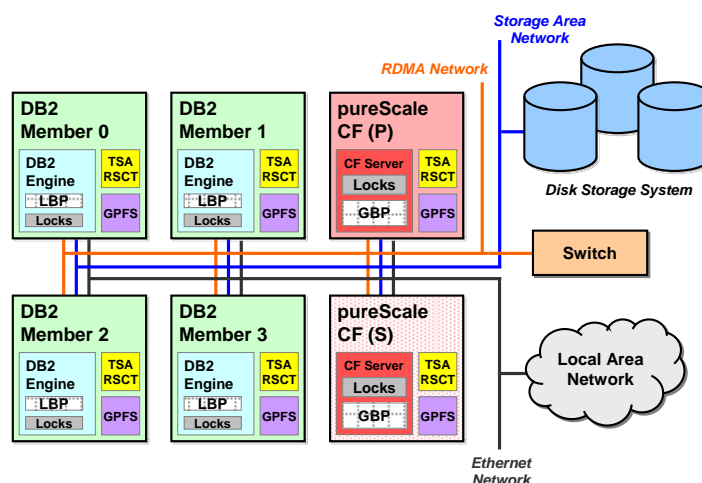 Storage Area
Network
RDMA Network
DB2
Member 0
DB2
Engine
LBP
Locks
TSA
RSCT
GPFS
DB2
Member 1
DB2
Engine
LBP
Locks
TSA
RSCT
GPFS
pureScale
CF (P)
CF Server
Locks
GBP
TSA
RSCT
GPFS
Disk Storage System
Switch
DB2
Member 2
DB2
Engine
LBP
Locks
TSA
RSCT
GPFS
DB2
Member 3
DB2
Engine
LBP
Locks
TSA
RSCT
GPFS
pureScale
CF (S)
CF Server
Locks
GBP
TSA
RSCT
GPFS
Local Area
Network
Ethernet
Network